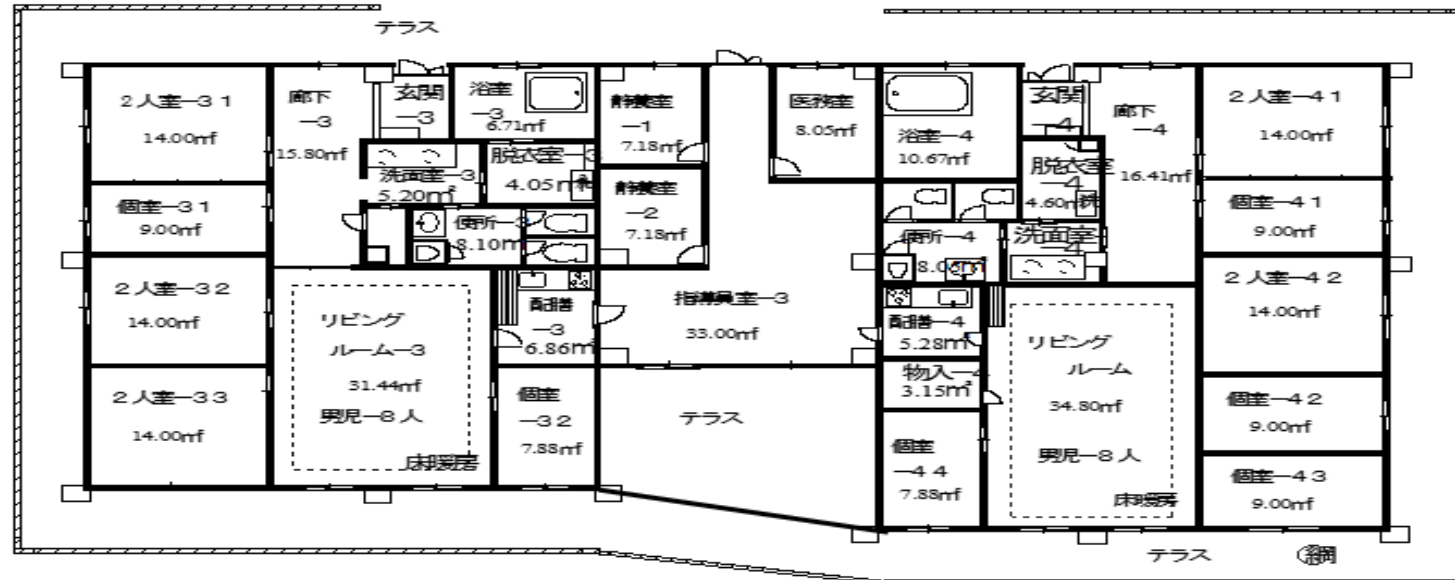 テラス
2人室-31
14.00㎡
個室-31
9.00㎡
2人室-32
14.00㎡
2人室-33
14.00㎡
廊下
-3
15.80㎡
玄関
-3
浴室
-3
6.71㎡
洗面室-3
5.20㎡
脱衣室-3
4.05㎡
便所-3
8.10㎡
リビング
ルーム-3
31.44㎡
男児-8人
床暖房
配膳
-3
6.86㎡
個室
-32
7.88㎡
静養室
-1
7.18㎡
静養室
-2
7.18㎡
指導員室-3
33.00㎡
テラス
医務室
8.05㎡
浴室-4
10.67㎡
玄関
-4
脱衣室
-4
4.60㎡
廊下
-4
16.41㎡
便所-4
洗面室
-4
配膳-4
5.28㎡
物入-4
3.15㎡
個室
-44
7.88㎡
リビング
ルーム
34.80㎡
男児-8人
床暖房
2人室-41
14.00㎡
個室-41
9.00㎡
2人室-42
14.00㎡
個室-42
9.00㎡
個室-43
9.00㎡
テラス